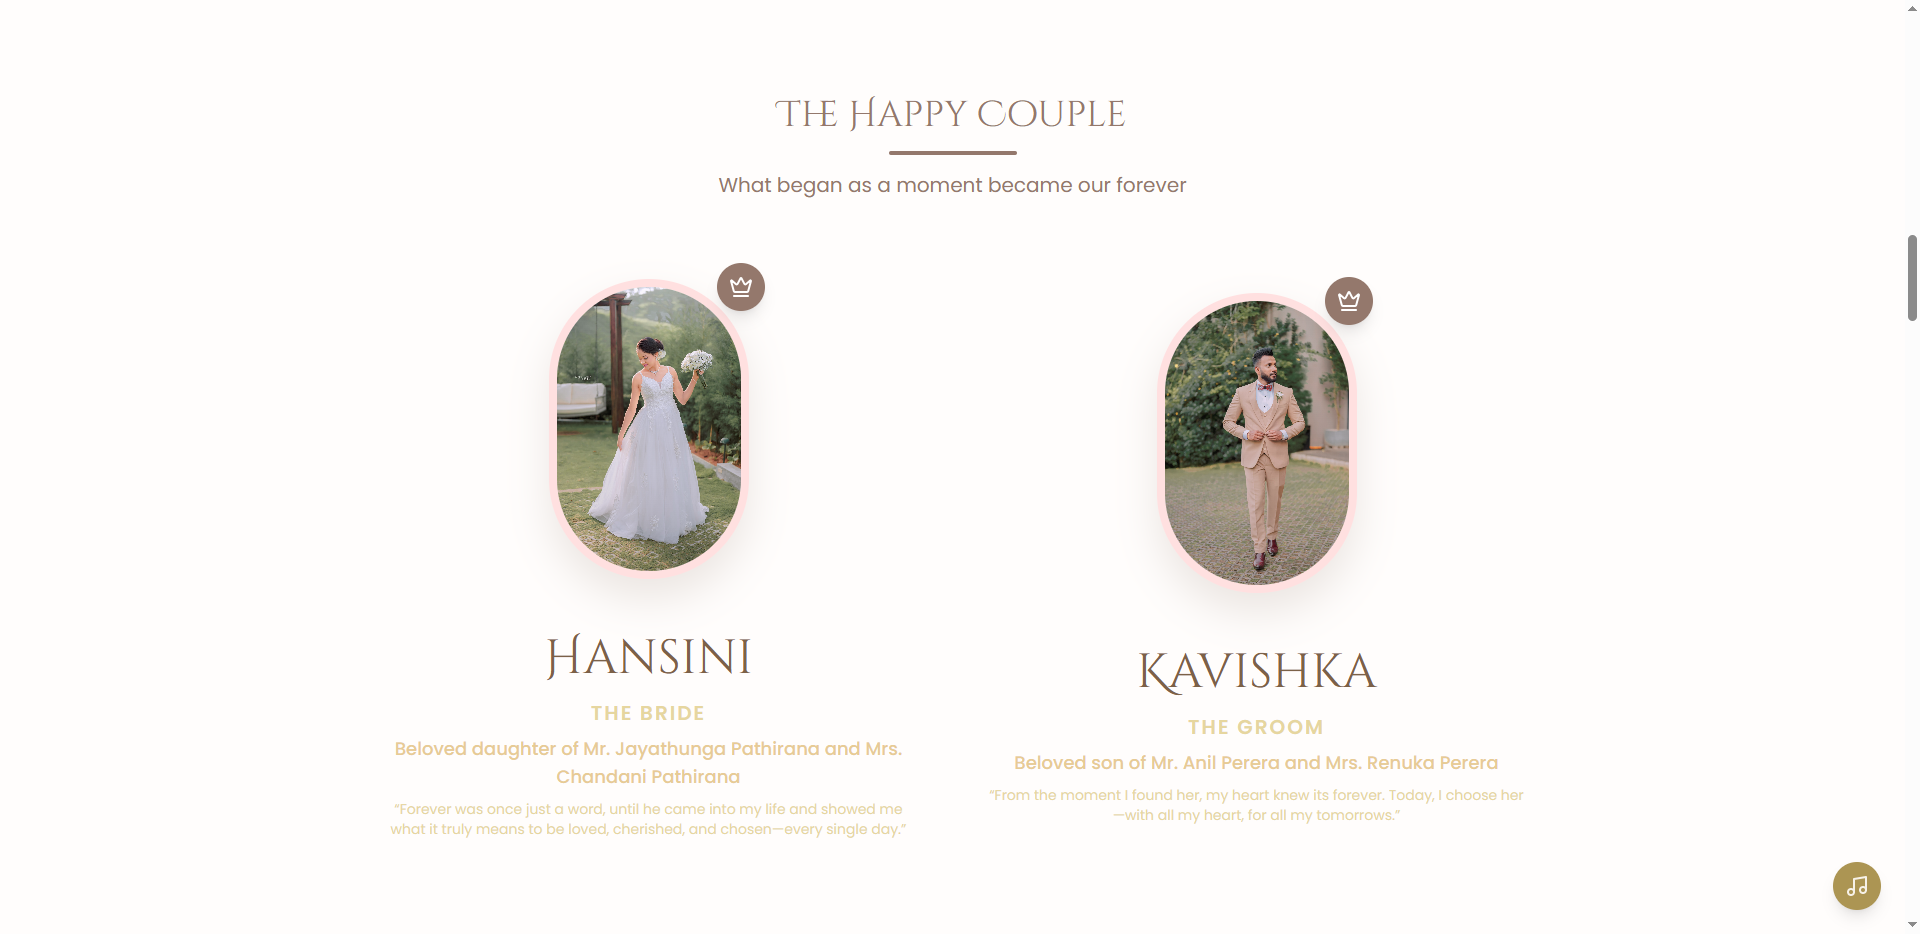 The Happy Couple
What began as a moment became our forever
Hansini
THE BRIDE
Beloved daughter of Mr. Jayathunga Pathirana and Mrs.
Chandani Pathirana
“Forever was once just a word, until he came into my life and showed me
what it truly means to be loved, cherished, and chosen—every single day.”
Kavishka
THE GROOM
Beloved son of Mr. Anil Perera and Mrs. Renuka Perera
“From the moment I found her, my heart knew its forever. Today, I choose her
—with all my heart, for all my tomorrows.”